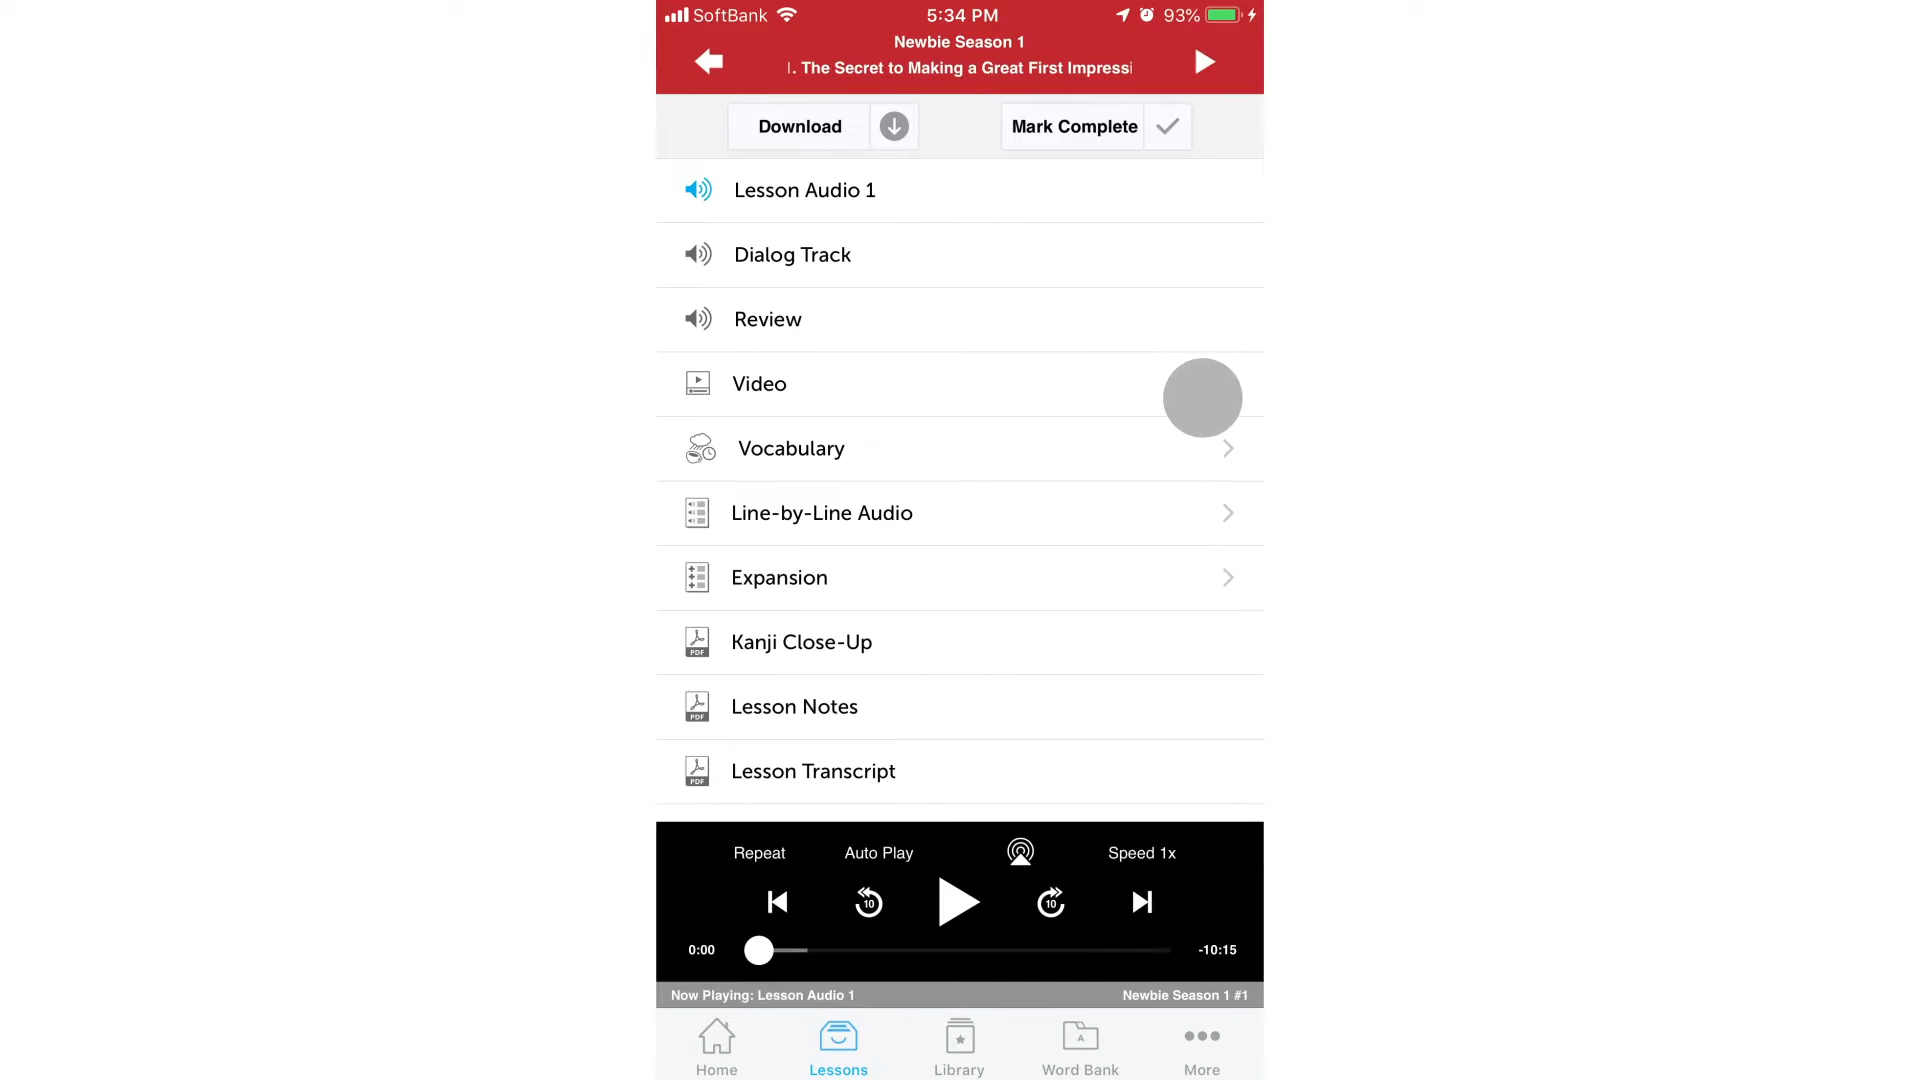 SoftBank 5:34 PM 93%
Newbie Season 1
. The Secret to Making a Great First Impressi
Download
Mark Complete
Lesson Audio 1
Dialog Track
Review
Video
Vocabulary
Line-by-Line Audio
Expansion
PDF Kanji Close-Up
PDF Lesson Notes
PDF Lesson Transcript
Repeat Auto Play Speed 1x
10 10
0:00 -10:15
Now Playing: Lesson Audio 1 Newbie Season 1 #1
A
Home Lessons Library Word Bank More